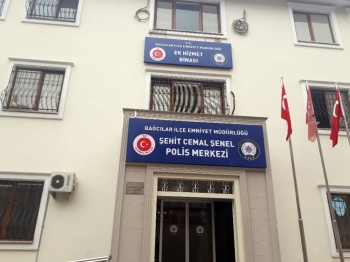 T.C.
BAĞCILAR İLÇE EMNİYET MÜDÜRLÜĞÜ
EK HİZMET
BİNASI
BAĞCILAR İLÇE EMNİYET MÜDÜRLÜĞÜ
ŞEHİT CEMAL ŞENEL
POLİS MERKEZİ